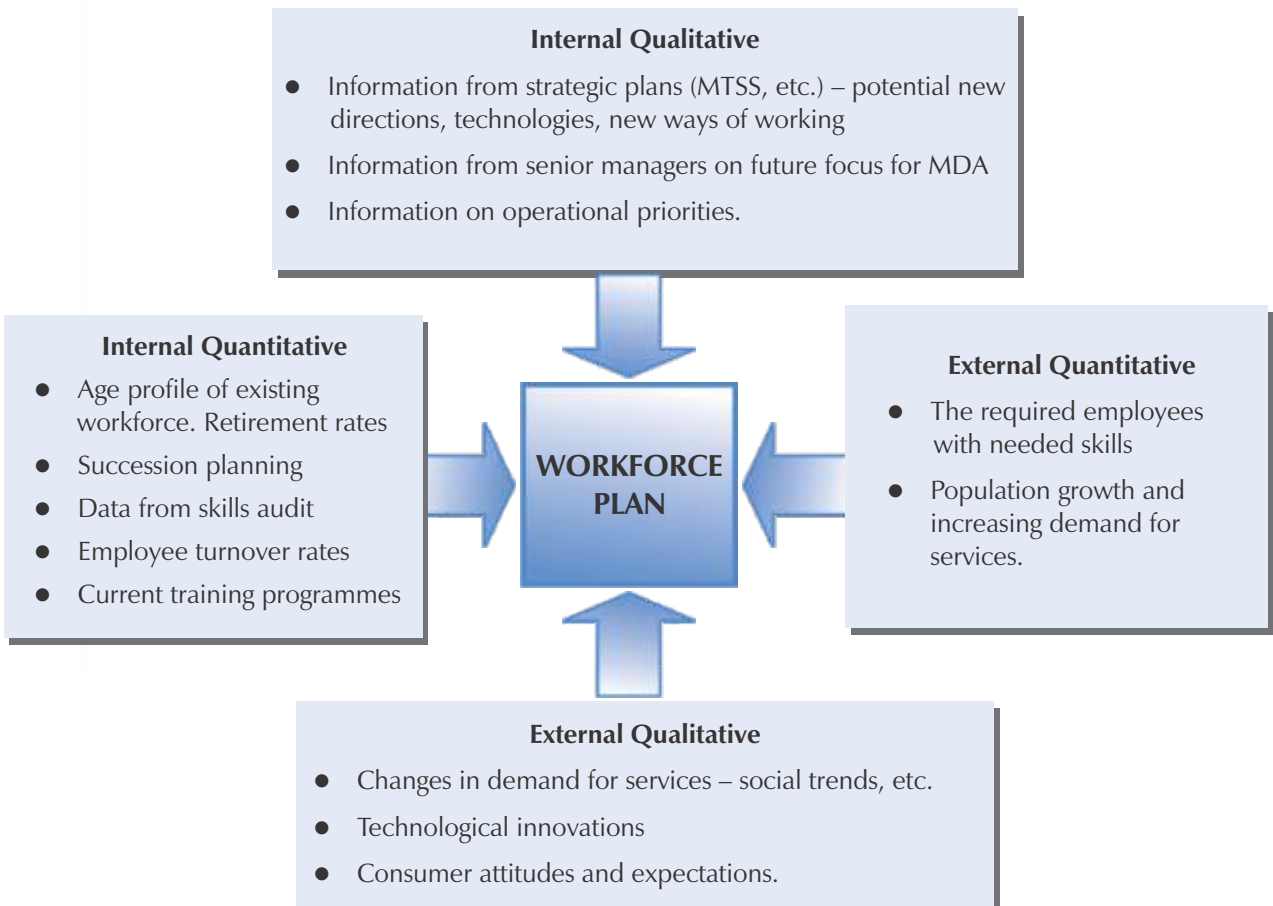 Internal Qualitative
● Information from strategic plans (MTSS, etc.) – potential new
directions, technologies, new ways of working
● Information from senior managers on future focus for MDA
● Information on operational priorities.
Internal Quantitative
● Age profile of existing
workforce. Retirement rates
● Succession planning
● Data from skills audit
● Employee turnover rates
● Current training programmes
WORKFORCE
PLAN
External Quantitative
● The required employees
with needed skills
● Population growth and
increasing demand for
services.
External Qualitative
● Changes in demand for services – social trends, etc.
● Technological innovations
● Consumer attitudes and expectations.